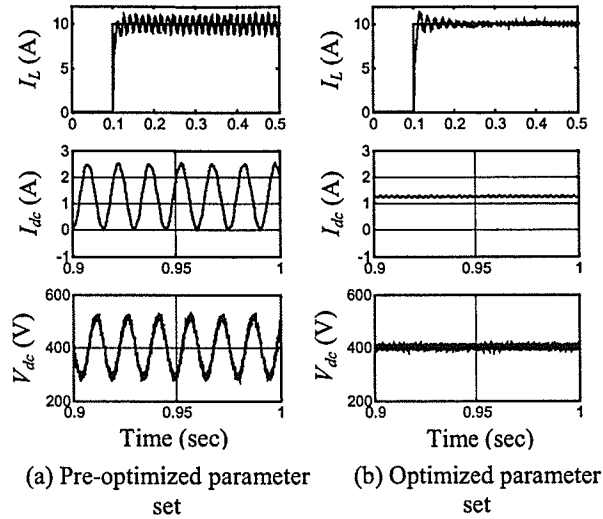 I_L (A)
10
5
0
0 0.1 0.2 0.3 0.4 0.5
I_L (A)
10
5
0
0 0.1 0.2 0.3 0.4 0.5
I_dc (A)
3
2
1
0
-1
0.9 0.95 1
I_dc (A)
3
2
1
0
-1
0.9 0.95 1
V_dc (V)
600
400
200
0.9 0.95 1
Time (sec)
V_dc (V)
600
400
200
0.9 0.95 1
Time (sec)
(a) Pre-optimized parameter
set
(b) Optimized parameter
set